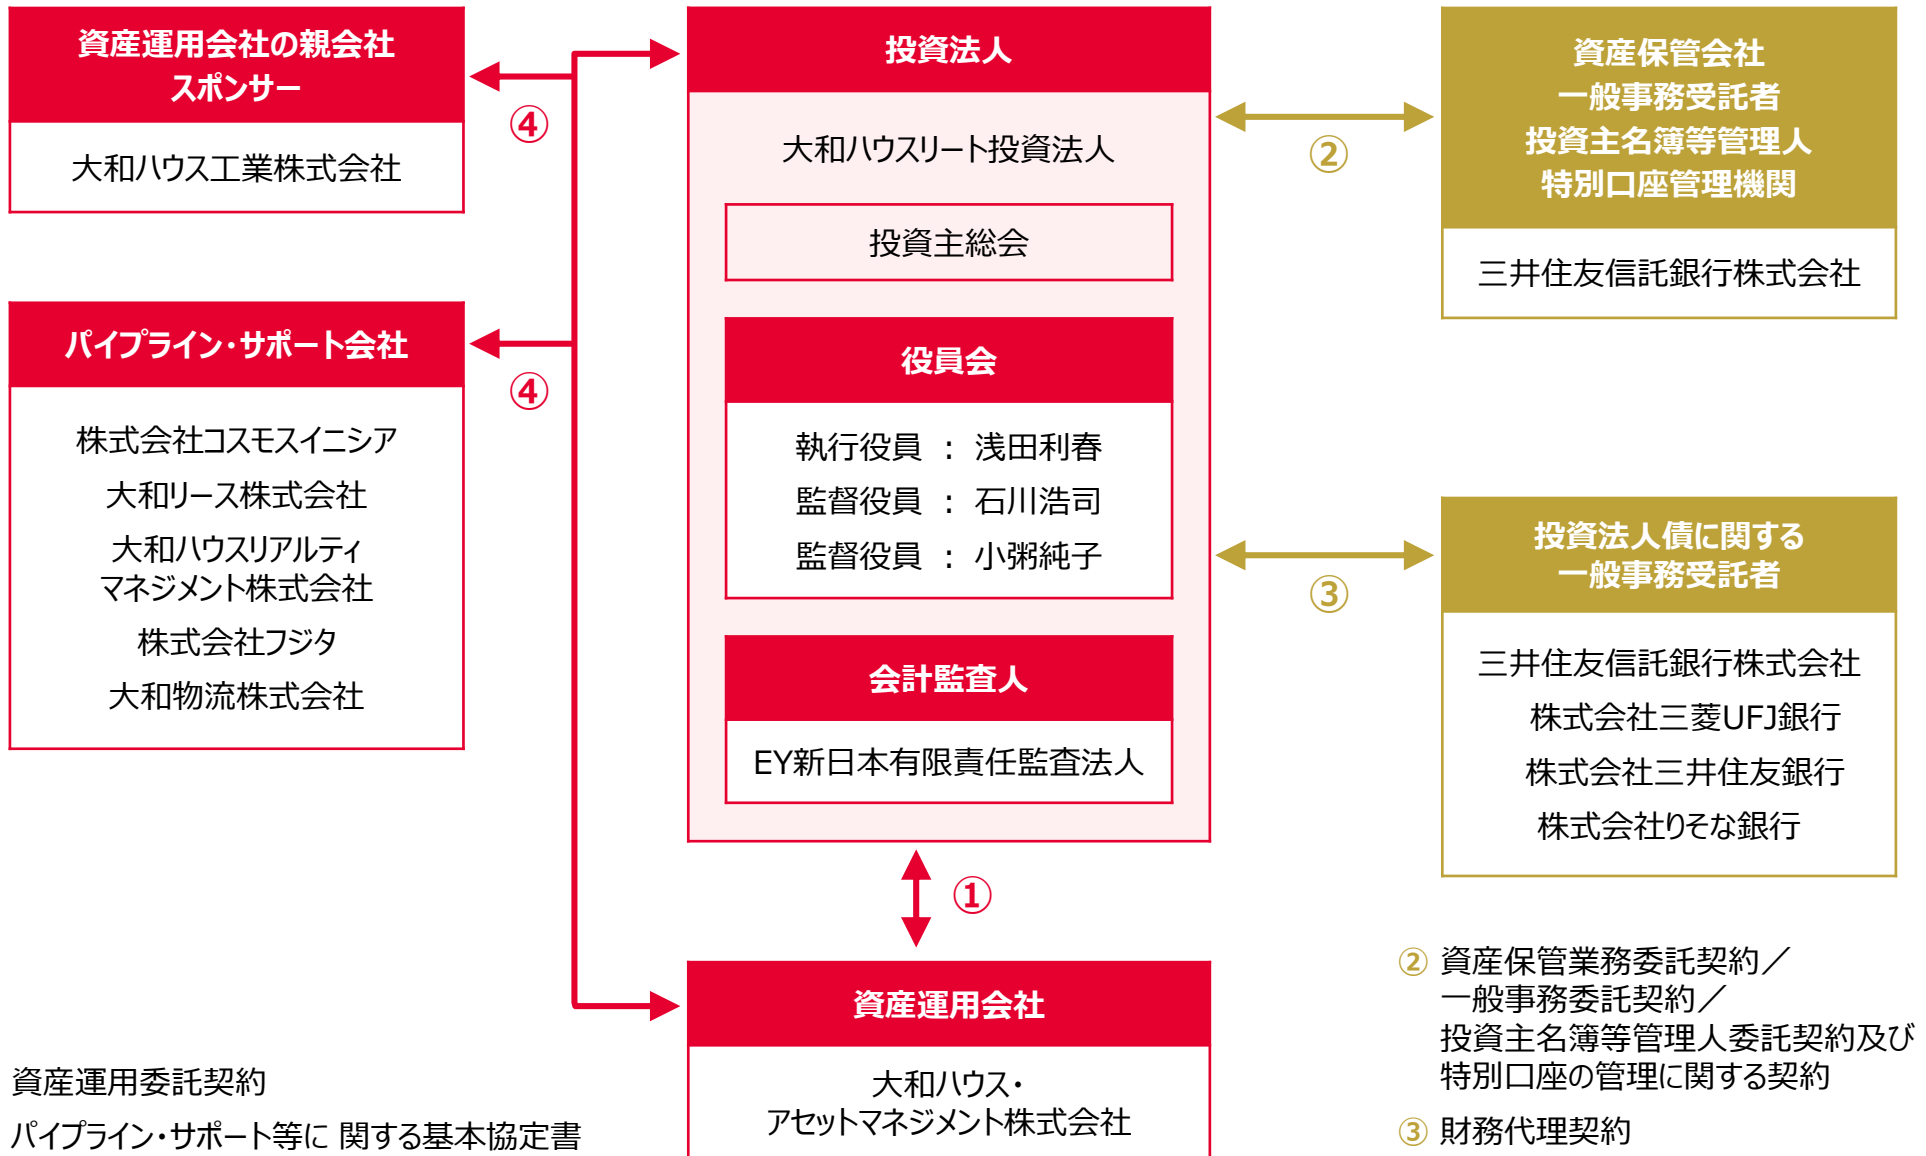 資産運用会社の親会社
スポンサー
大和ハウス工業株式会社
④
パイプライン・サポート会社
株式会社コスモスイニシア
大和リース株式会社
大和ハウスリアルティ
マネジメント株式会社
株式会社フジタ
大和物流株式会社
④
投資法人
大和ハウスリート投資法人
投資主総会
役員会
執行役員 : 浅田利春
監督役員 : 石川浩司
監督役員 : 小粥純子
会計監査人
EY新日本有限責任監査法人
①
資産運用会社
大和ハウス・
アセットマネジメント株式会社
②
資産保管会社
一般事務受託者
投資主名簿等管理人
特別口座管理機関
三井住友信託銀行株式会社
③
投資法人債に関する
一般事務受託者
三井住友信託銀行株式会社
株式会社三菱UFJ銀行
株式会社三井住友銀行
株式会社りそな銀行
資産運用委託契約
パイプライン・サポート等に 関する基本協定書
② 資産保管業務委託契約／
一般事務委託契約／
投資主名簿等管理人委託契約及び
特別口座の管理に関する契約
③ 財務代理契約